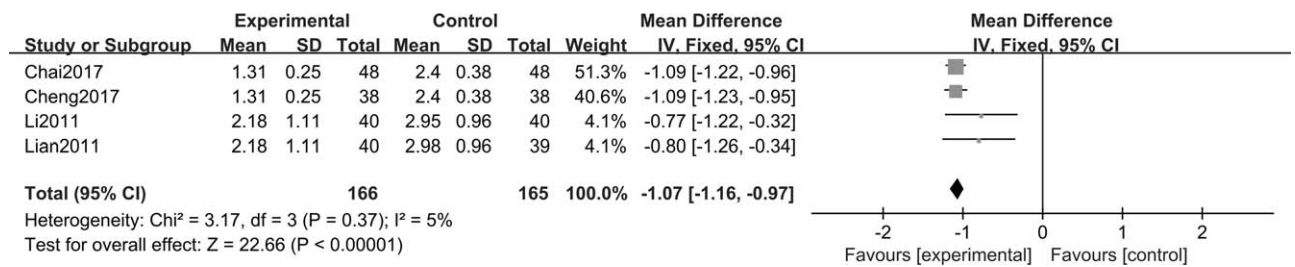 Experimental Control Mean Difference Mean Difference
Study or Subgroup Mean SD Total Mean SD Total Weight IV, Fixed, 95% CI IV, Fixed, 95% CI
Chai2017 1.31 0.25 48 2.4 0.38 48 51.3% -1.09 [-1.22, -0.96]
Cheng2017 1.31 0.25 38 2.4 0.38 38 40.6% -1.09 [-1.23, -0.95]
Li2011 2.18 1.11 40 2.95 0.96 40 4.1% -0.77 [-1.22, -0.32]
Lian2011 2.18 1.11 40 2.98 0.96 39 4.1% -0.80 [-1.26, -0.34]
Total (95% CI) 166 165 100.0% -1.07 [-1.16, -0.97]
Heterogeneity: Chi² = 3.17, df = 3 (P = 0.37); I² = 5%
Test for overall effect: Z = 22.66 (P < 0.00001)
-2 -1 0 1 2
Favours [experimental] Favours [control]